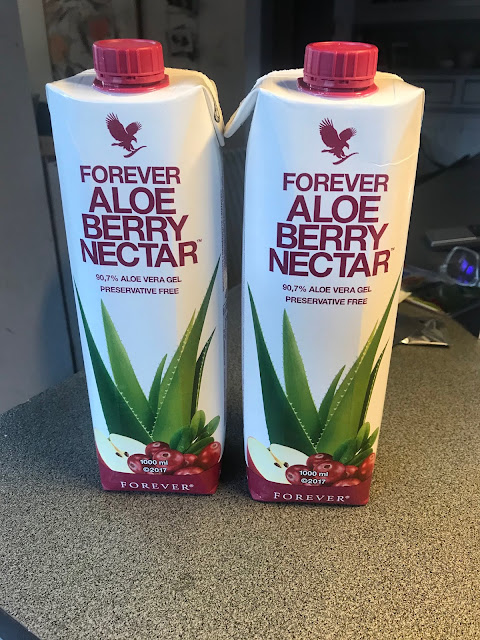 FOREVER
ALOE
BERRY
NECTAR™
90,7% ALOE VERA GEL
PRESERVATIVE FREE
1000 ml
©2017
FOREVER®
FOREVER
ALOE
BERRY
NECTAR™
90,7% ALOE VERA GEL
PRESERVATIVE FREE
1000 ml
©2017
FOREVER®